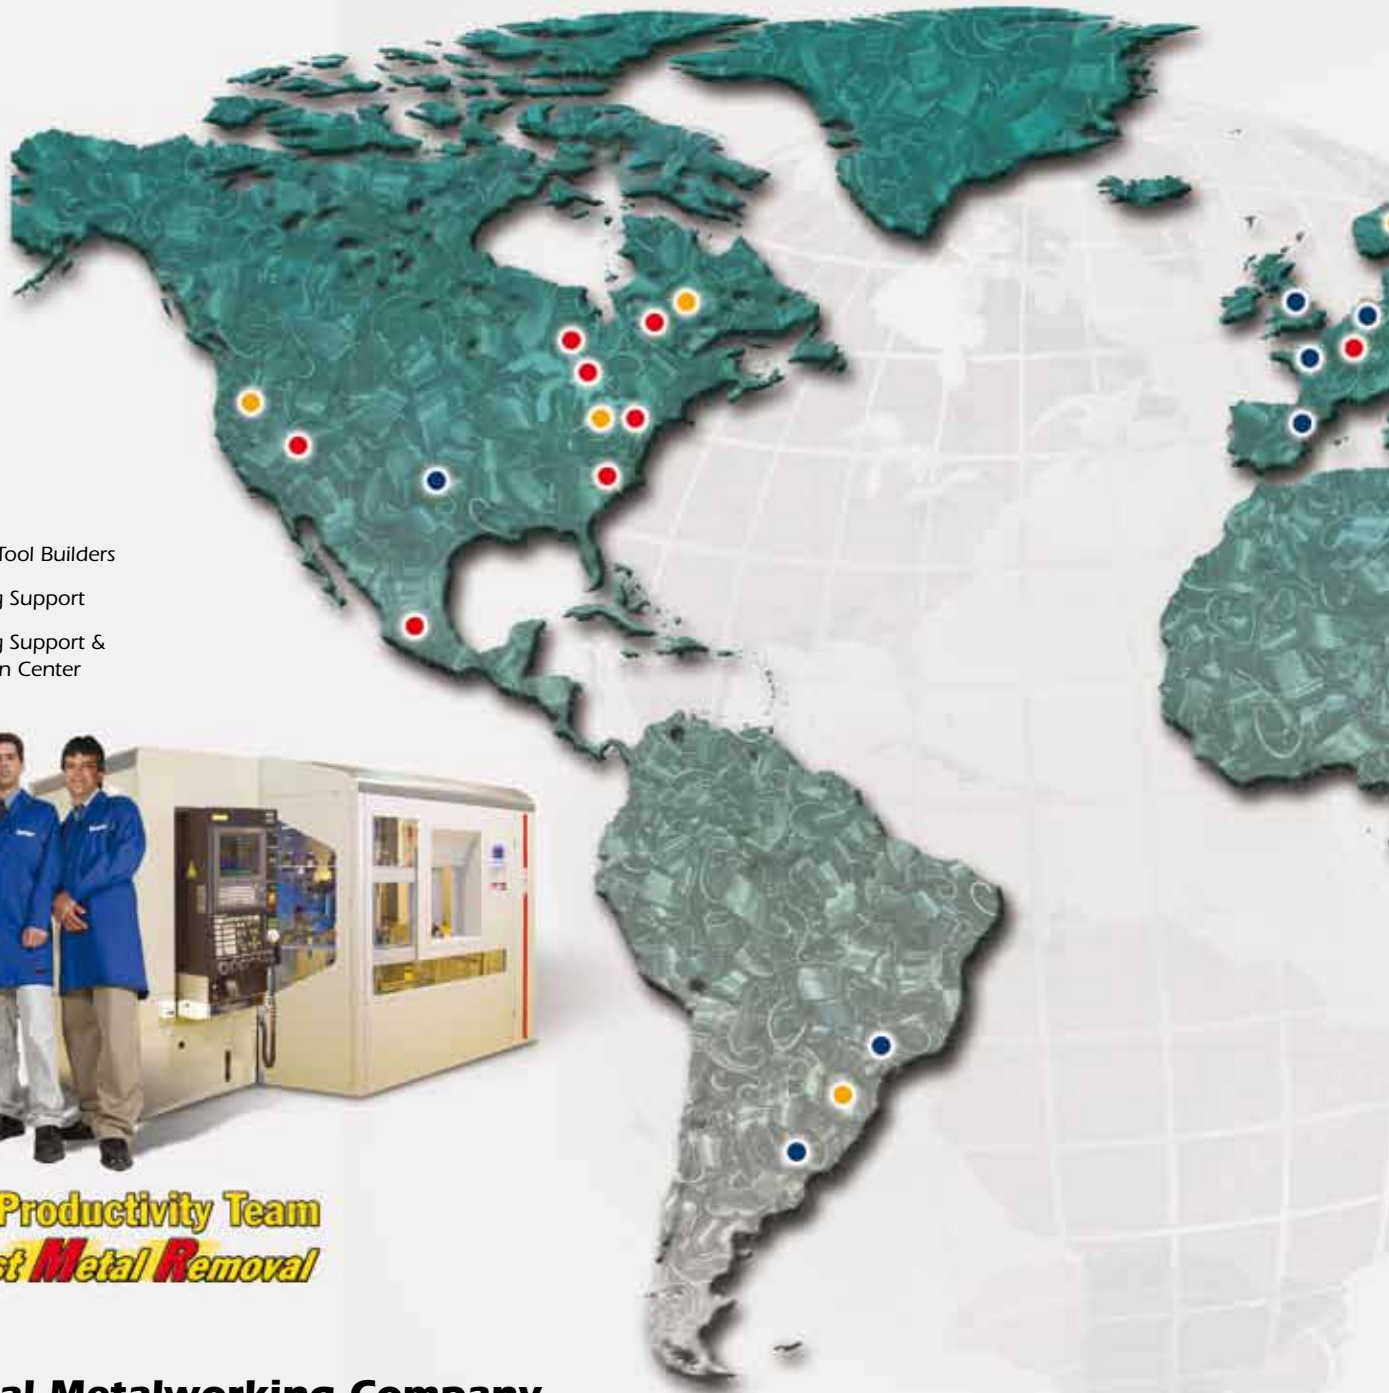 Tool Builders
g Support
g Support &
n Center
Productivity Team
st Metal Removal
al Metalworking Company